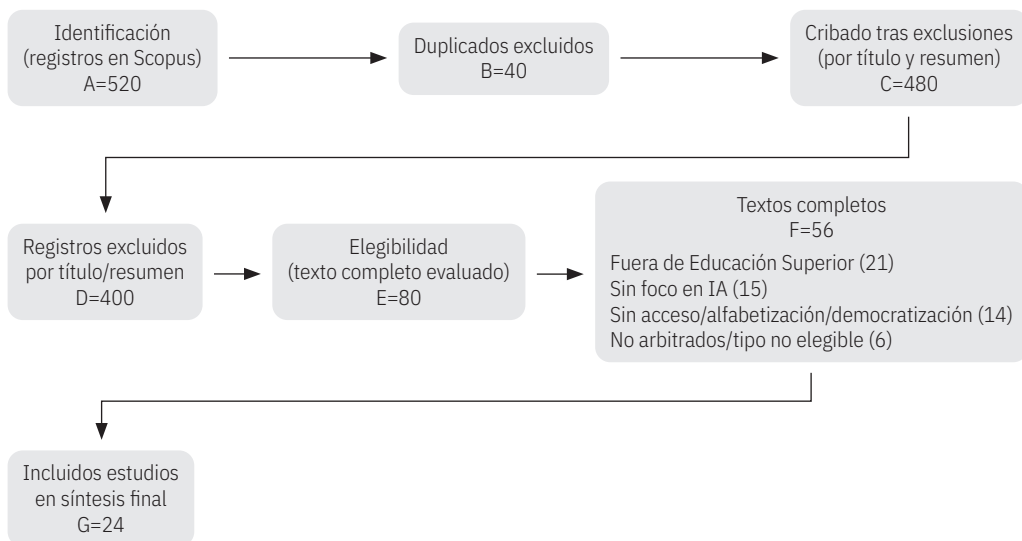 Identificación
(registros en Scopus)
A=520
Duplicados excluidos
B=40
Cribado tras exclusiones
(por título y resumen)
C=480
Registros excluidos
por título/resumen
D=400
Elegibilidad
(texto completo evaluado)
E=80
Textos completos
F=56
Fuera de Educación Superior (21)
Sin foco en IA (15)
Sin acceso/alfabetización/democratización (14)
No arbitrados/tipo no elegible (6)
Incluidos estudios
en síntesis final
G=24